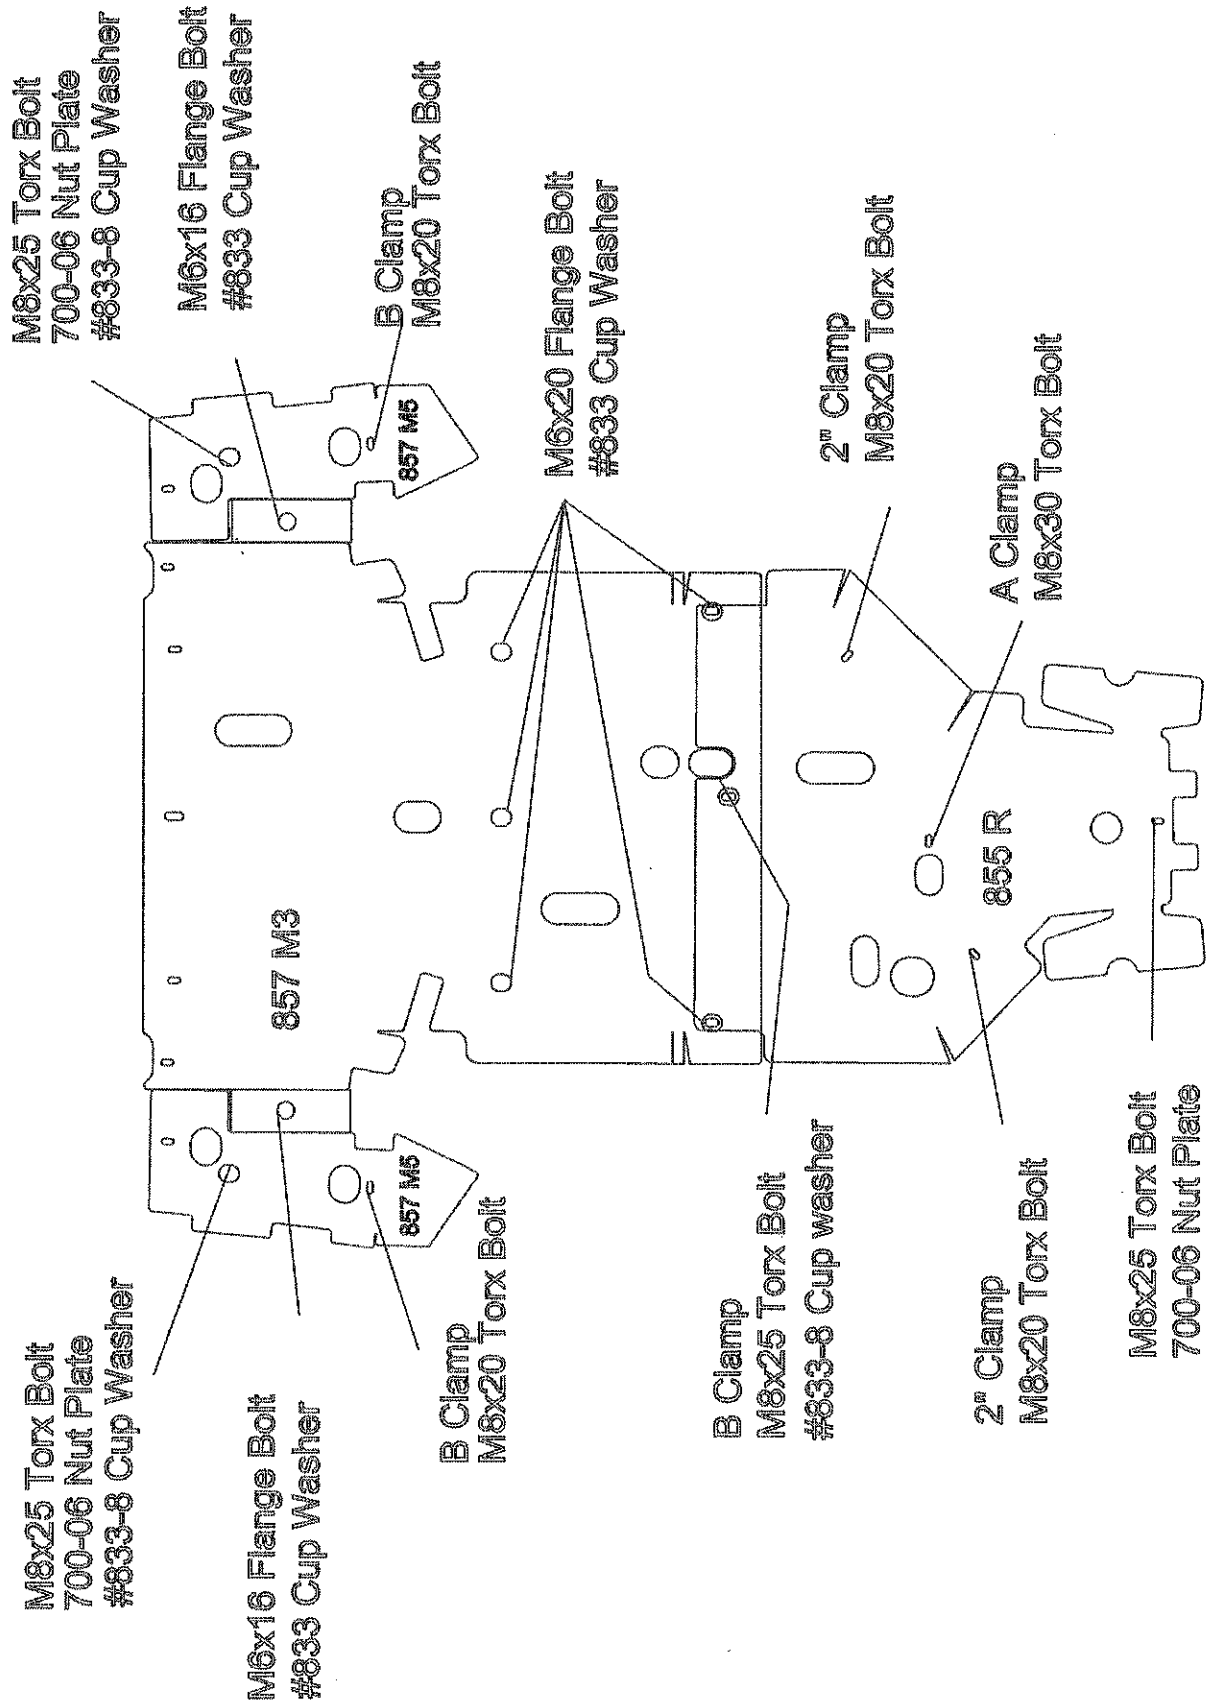 M8x25 Torx Bolt
700-06 Nut Plate
#833-8 Cup Washer
M6x16 Flange Bolt
#833 Cup Washer
B Clamp
M8x20 Torx Bolt
M6x20 Flange Bolt
#833 Cup Washer
2" Clamp
M8x20 Torx Bolt
A Clamp
M8x30 Torx Bolt
857 M5
857 M3
855 R
857 M5
M8x25 Torx Bolt
700-06 Nut Plate
#833-8 Cup Washer
M6x16 Flange Bolt
#833 Cup Washer
B Clamp
M8x20 Torx Bolt
B Clamp
M8x25 Torx Bolt
#833-8 Cup washer
2" Clamp
M8x20 Torx Bolt
M8x25 Torx Bolt
700-06 Nut Plate